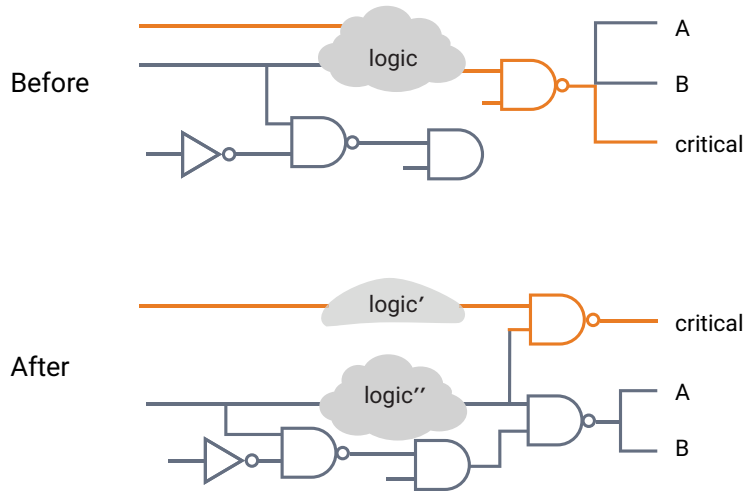 Before
logic
A
B
critical
After
logic′
critical
logic′′
A
B